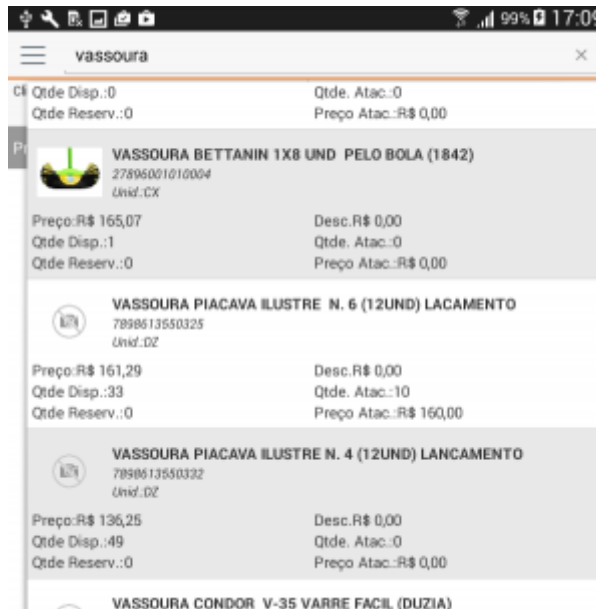 99% 17:09
vassoura
Cli
Qtde Disp.:0 Qtde. Atac.:0
Qtde Reserv.:0 Preço Atac.:R$ 0,00
Pr
VASSOURA BETTANIN 1X8 UND PELO BOLA (1842)
27896001010004
Unid.:CX
Preço:R$ 165,07 Desc.R$ 0,00
Qtde Disp.:1 Qtde. Atac.:0
Qtde Reserv.:0 Preço Atac.:R$ 0,00
VASSOURA PIACAVA ILUSTRE N. 6 (12UND) LACAMENTO
7898613550325
Unid.:DZ
Preço:R$ 161,29 Desc.R$ 0,00
Qtde Disp.:33 Qtde. Atac.:10
Qtde Reserv.:0 Preço Atac.:R$ 160,00
VASSOURA PIACAVA ILUSTRE N. 4 (12UND) LANCAMENTO
7898613550332
Unid.:DZ
Preço:R$ 136,25 Desc.R$ 0,00
Qtde Disp.:49 Qtde. Atac.:0
Qtde Reserv.:0 Preço Atac.:R$ 0,00
VASSOURA CONDOR V-35 VARRE FACIL (DUZIA)